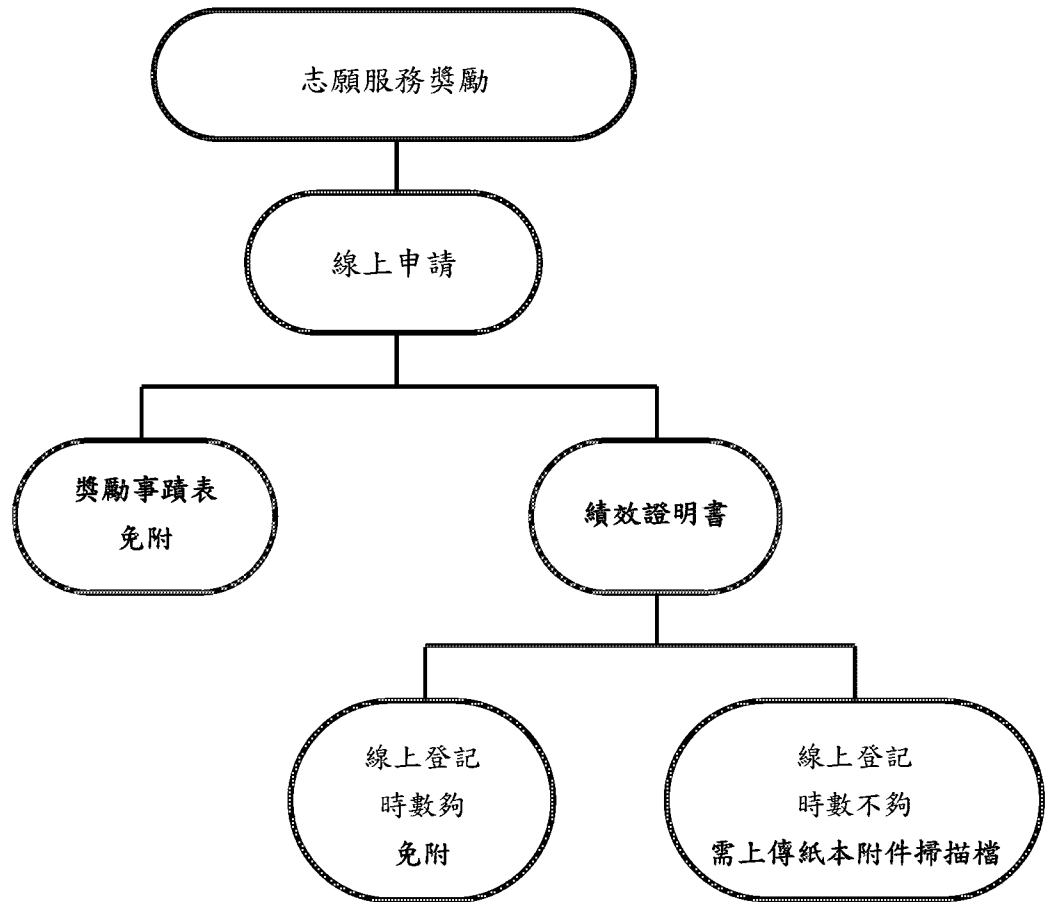 志願服務獎勵
線上申請
獎勵事蹟表
免附
績效證明書
線上登記
時數夠
免附
線上登記
時數不夠
需上傳紙本附件掃描檔